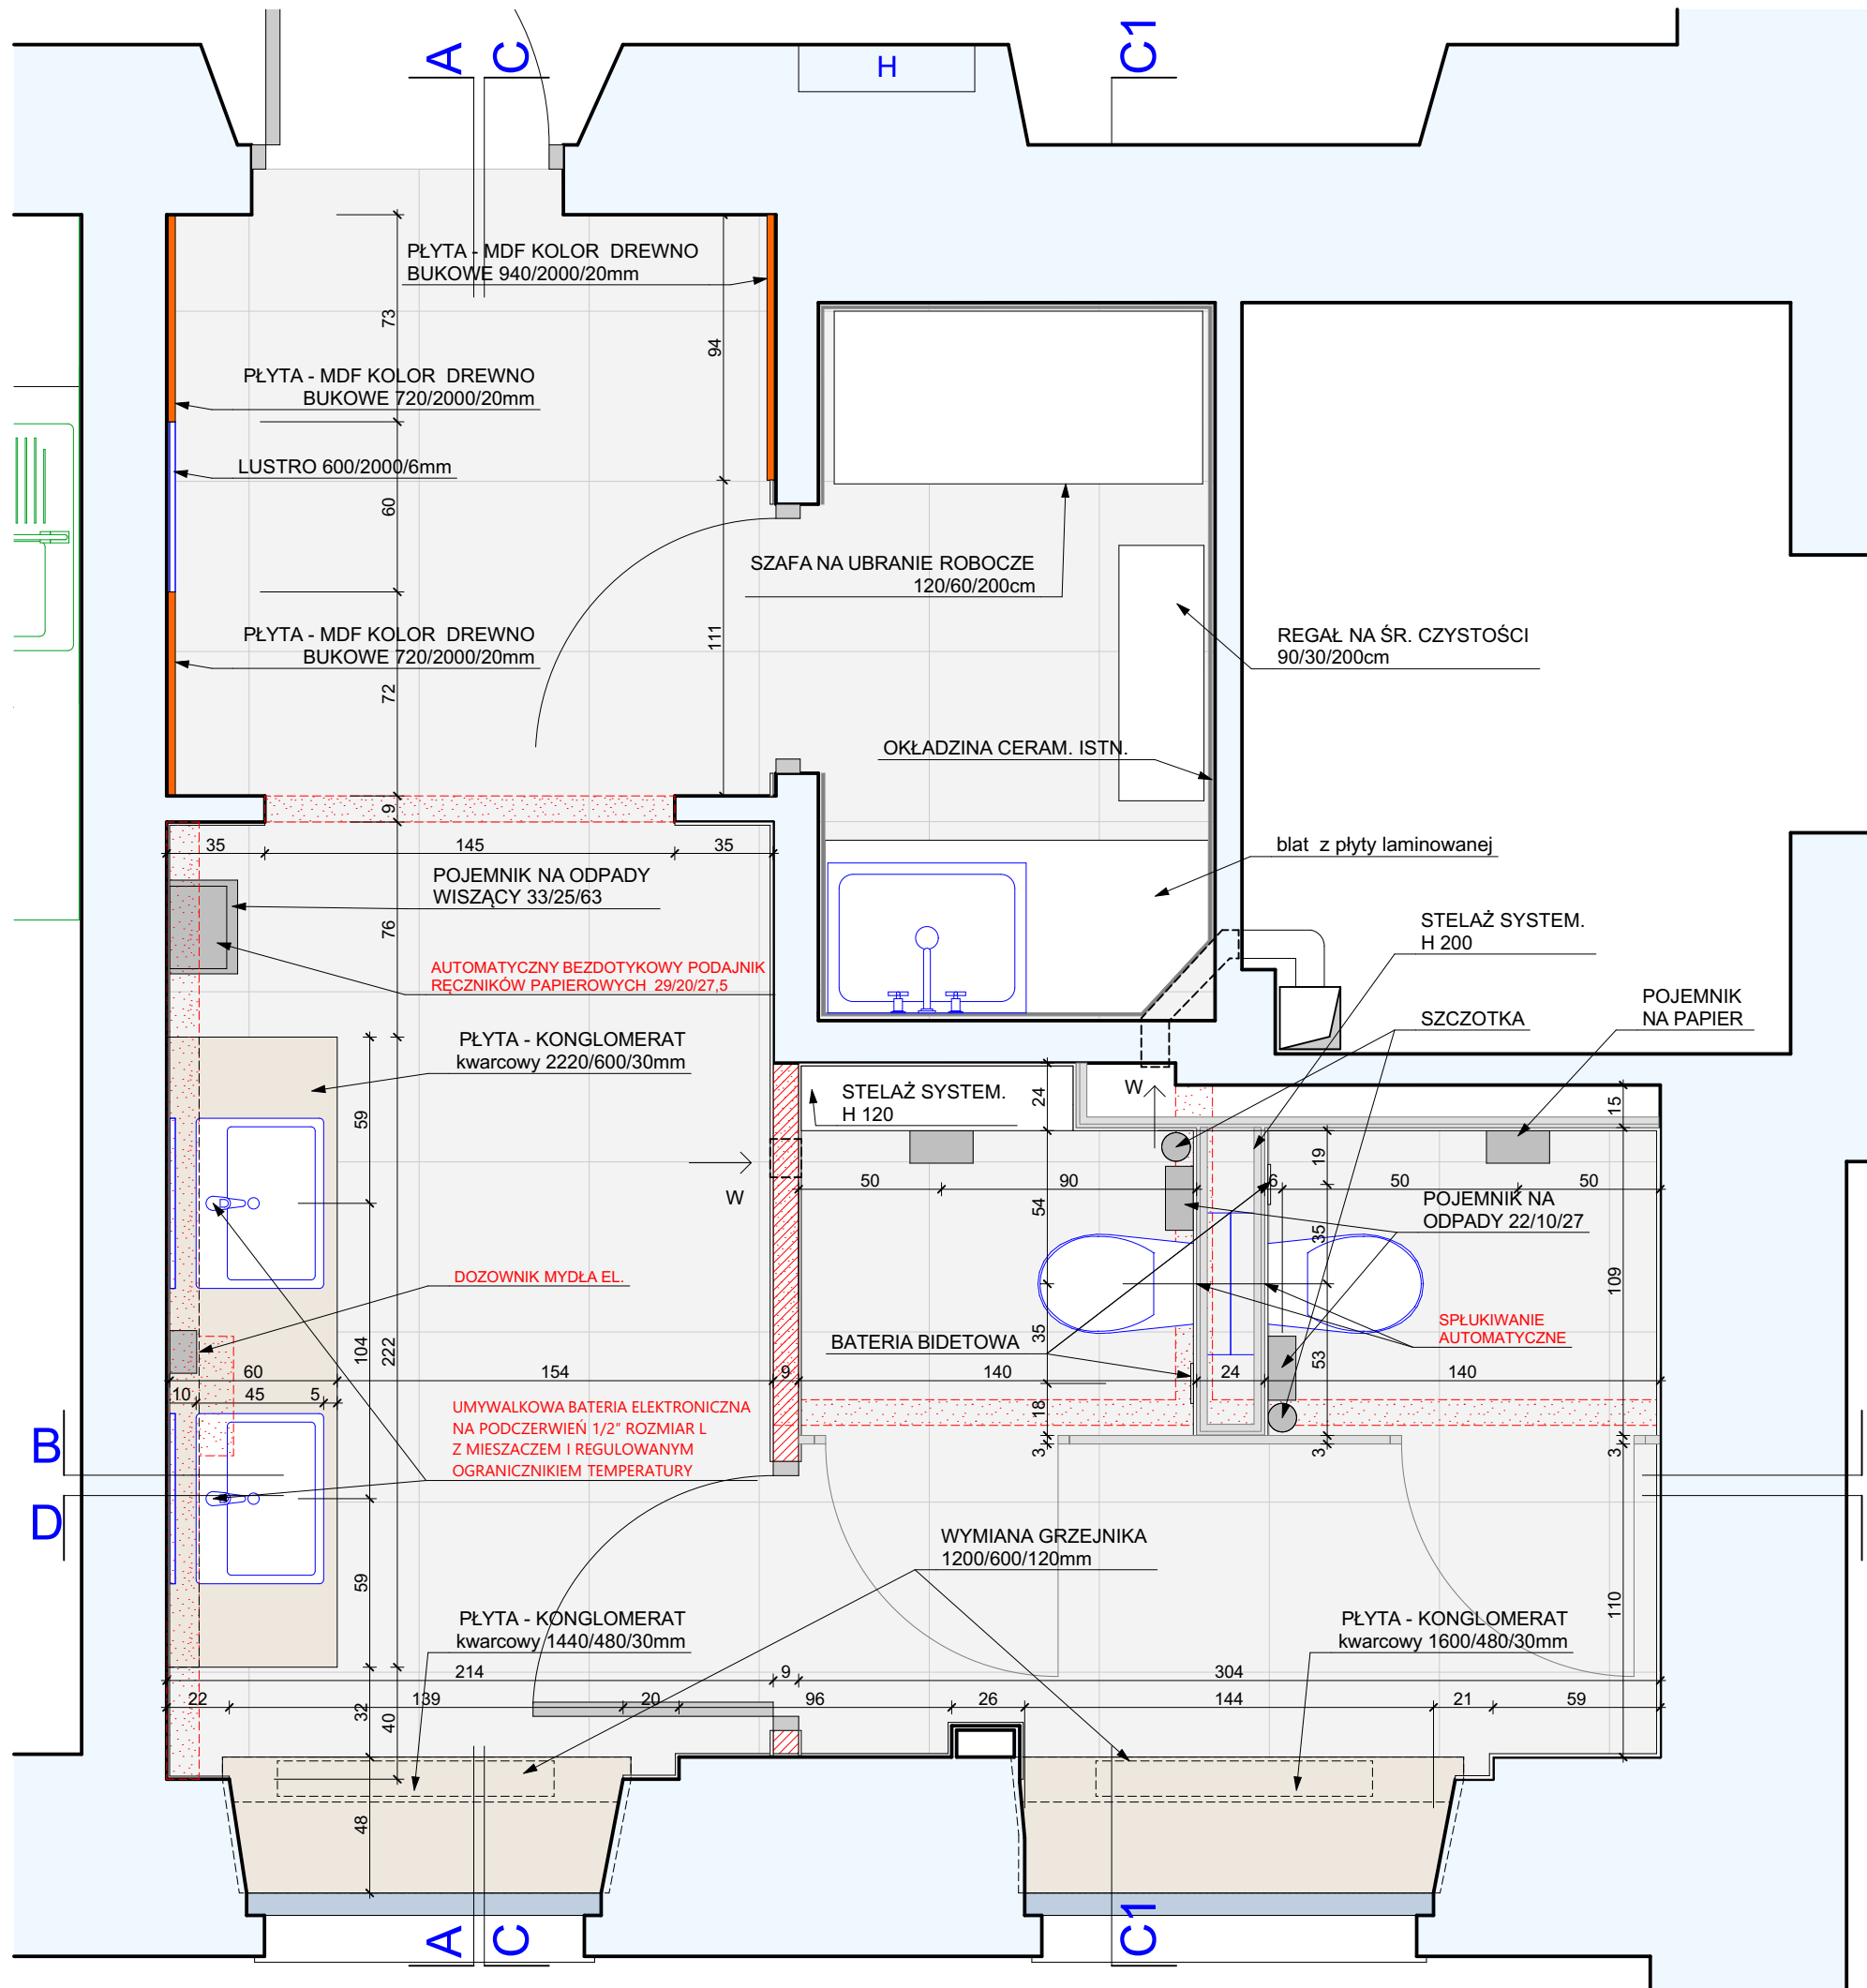 A
C
H
C1
PŁYTA - MDF KOLOR DREWNO
BUKOWE 940/2000/20mm
73
94
PŁYTA - MDF KOLOR DREWNO
BUKOWE 720/2000/20mm
LUSTRO 600/2000/6mm
60
SZAFA NA UBRANIE ROBOCZE
120/60/200cm
PŁYTA - MDF KOLOR DREWNO
BUKOWE 720/2000/20mm
111
72
REGAŁ NA ŚR. CZYSTOŚCI
90/30/200cm
OKŁADZINA CERAM. ISTN.
9
35
145
35
blat z płyty laminowanej
POJEMNIK NA ODPADY
WISZĄCY 33/25/63
76
STELAŻ SYSTEM.
H 200
AUTOMATYCZNY BEZDOTYKOWY PODAJNIK
RĘCZNIKÓW PAPIEROWYCH 29/20/27,5
POJEMNIK
NA PAPIER
SZCZOTKA
PŁYTA - KONGLOMERAT
kwarcowy 2220/600/30mm
59
STELAŻ SYSTEM.
H 120
24
W
15
19
W
50
90
6
50
50
54
POJEMNIK NA
ODPADY 22/10/27
35
DOZOWNIK MYDŁA EL.
109
BATERIA BIDETOWA
35
SPŁUKIWANIE
AUTOMATYCZNE
104
222
53
60
154
9
140
24
140
10
45
5
18
UMYWALKOWA BATERIA ELEKTRONICZNA
NA PODCZERWIEŃ 1/2" ROZMIAR L
Z MIESZACZEM I REGULOWANYM
OGRANICZNIKIEM TEMPERATURY
3
3
3
B
D
WYMIANA GRZEJNIKA
1200/600/120mm
59
110
PŁYTA - KONGLOMERAT
kwarcowy 1440/480/30mm
PŁYTA - KONGLOMERAT
kwarcowy 1600/480/30mm
214
9
304
22
139
20
96
26
144
21
59
32
40
48
A
C
C1